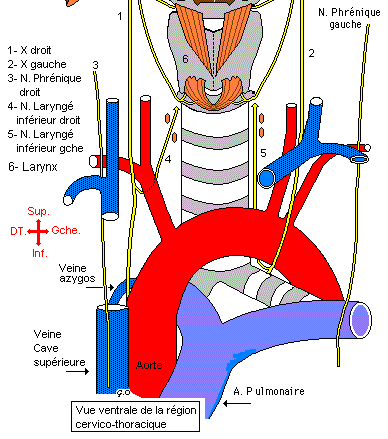 1
N. Phrénique
gauche
1- X droit
2- X gauche
3- N. Phrénique
droit
4- N. Laryngé
inférieur droit
5- N. Laryngé
inférieur gche
6- Larynx
3
6
2
4
5
Sup.
DT.
Gche.
Inf.
Veine
azygos
Veine
Cave
supérieure
Aorte
A. Pulmonaire
Vue ventrale de la région
cervico-thoracique